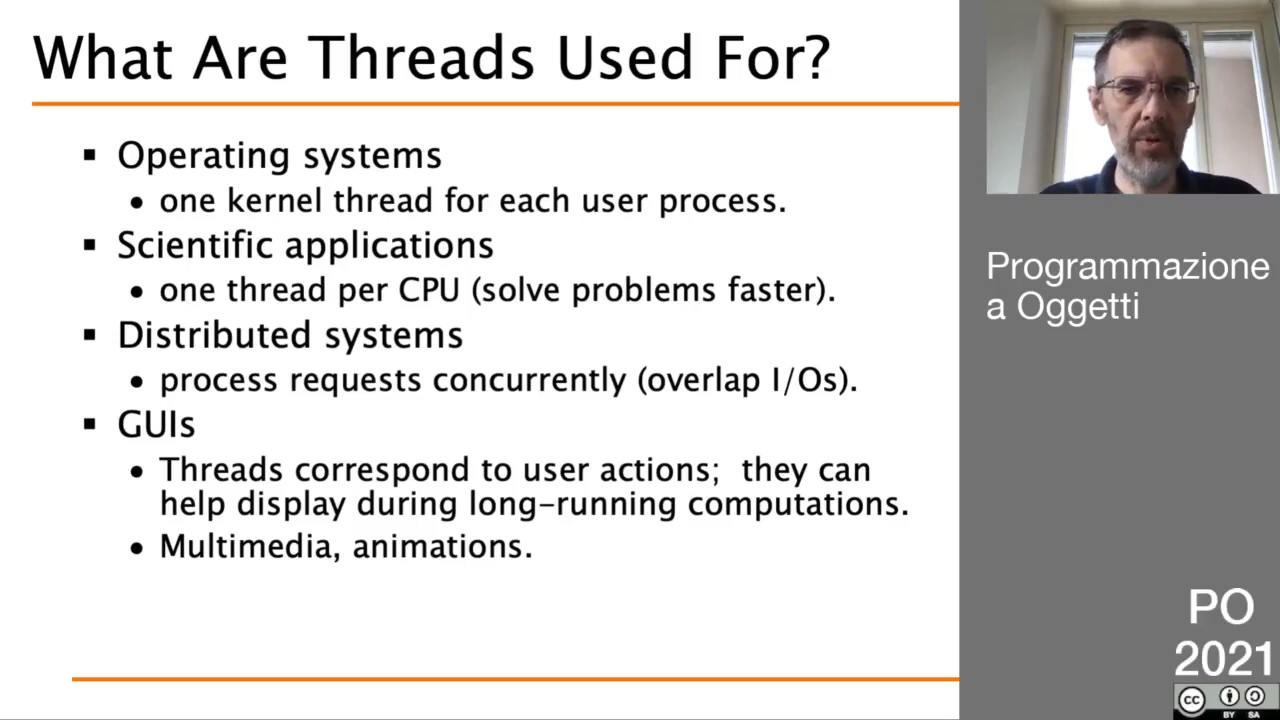 What Are Threads Used For?
▪ Operating systems
• one kernel thread for each user process.
▪ Scientific applications
• one thread per CPU (solve problems faster).
▪ Distributed systems
• process requests concurrently (overlap I/Os).
▪ GUIs
• Threads correspond to user actions;  they can
help display during long-running computations.
• Multimedia, animations.
Programmazione
a Oggetti
PO
2021
CC
BY SA